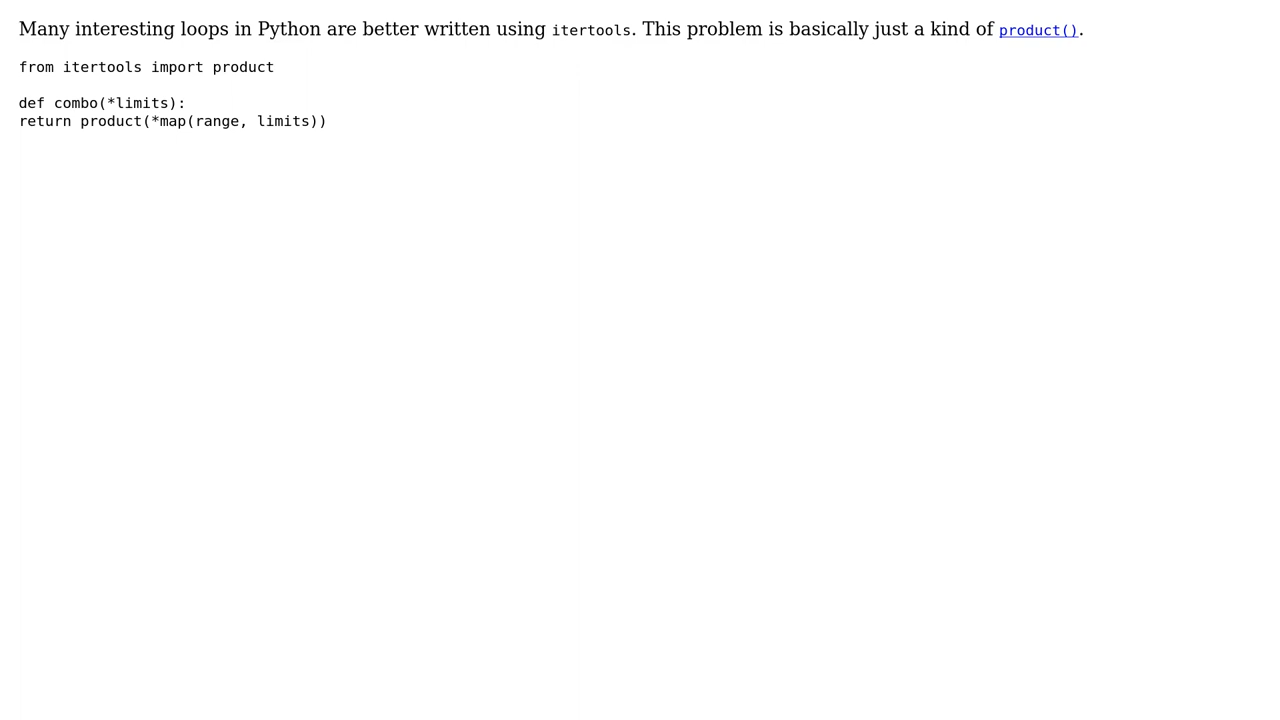 Many interesting loops in Python are better written using itertools. This problem is basically just a kind of product().
from itertools import product
def combo(*limits):
return product(*map(range, limits))